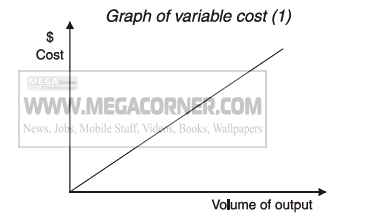 Graph of variable cost (1)
$
Cost
MEGACorner
WWW.MEGACORNER.COM
News, Jobs, Mobile Stuff, Videos, Books, Wallpapers
Volume of output